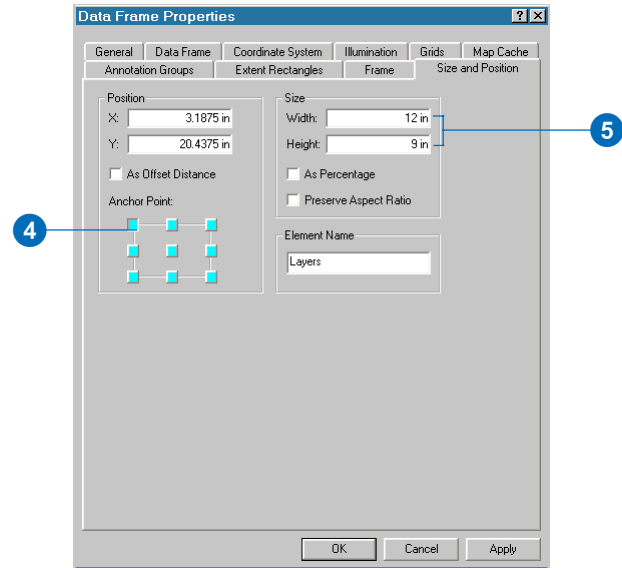 Data Frame Properties
General Data Frame Coordinate System Illumination Grids Map Cache
Annotation Groups Extent Rectangles Frame Size and Position
Position
X: 3.1875 in
Y: 20.4375 in
As Offset Distance
Anchor Point:
4
Size
Width: 12 in
Height: 9 in
5
As Percentage
Preserve Aspect Ratio
Element Name
Layers
OK Cancel Apply